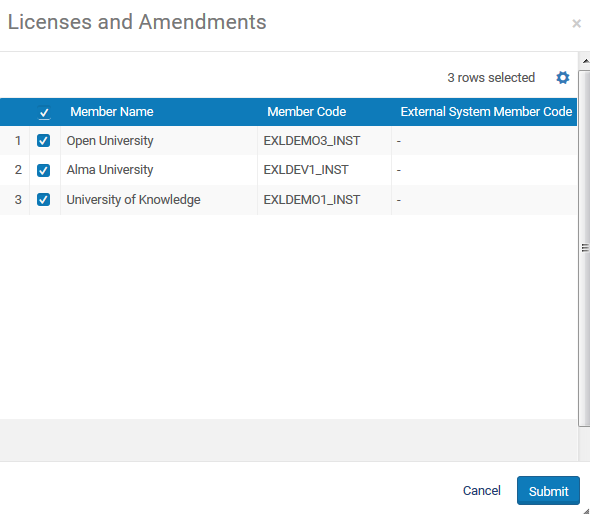 Licenses and Amendments ×
3 rows selected
Member Name Member Code External System Member Code
1 Open University EXLDEMO3_INST -
2 Alma University EXLDEV1_INST -
3 University of Knowledge EXLDEMO1_INST -
Cancel Submit